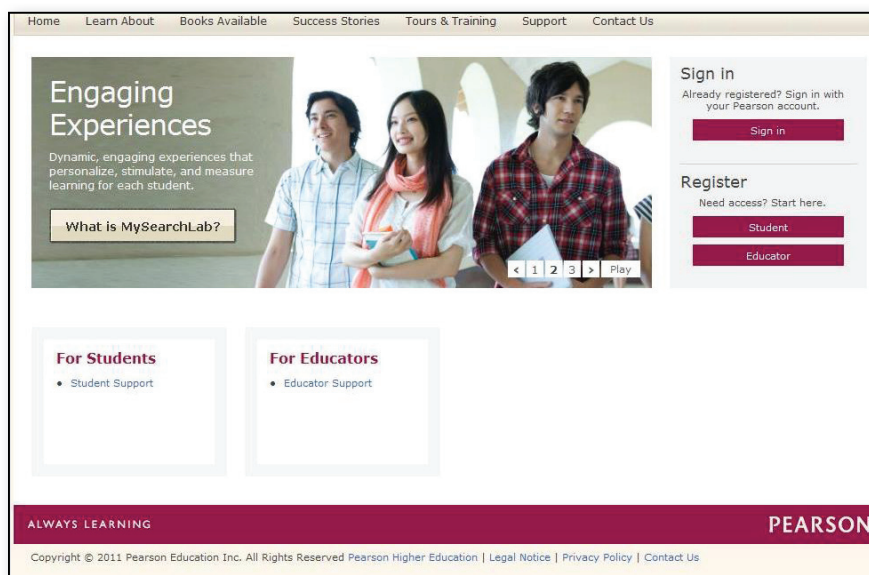 Home Learn About Books Available Success Stories Tours & Training Support Contact Us
Engaging
Experiences
Dynamic, engaging experiences that
personalize, stimulate, and measure
learning for each student.
What is MySearchLab?
< 1 2 3 > Play
Sign in
Already registered? Sign in with
your Pearson account.
Sign in
Register
Need access? Start here.
Student
Educator
For Students
• Student Support
For Educators
• Educator Support
ALWAYS LEARNING
PEARSON
Copyright © 2011 Pearson Education Inc. All Rights Reserved Pearson Higher Education | Legal Notice | Privacy Policy | Contact Us